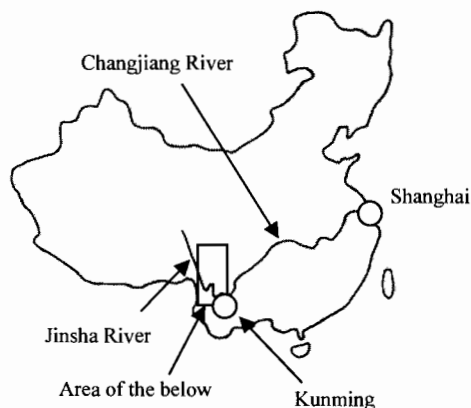 Changjiang River
Shanghai
Jinsha River
Area of the below
Kunming